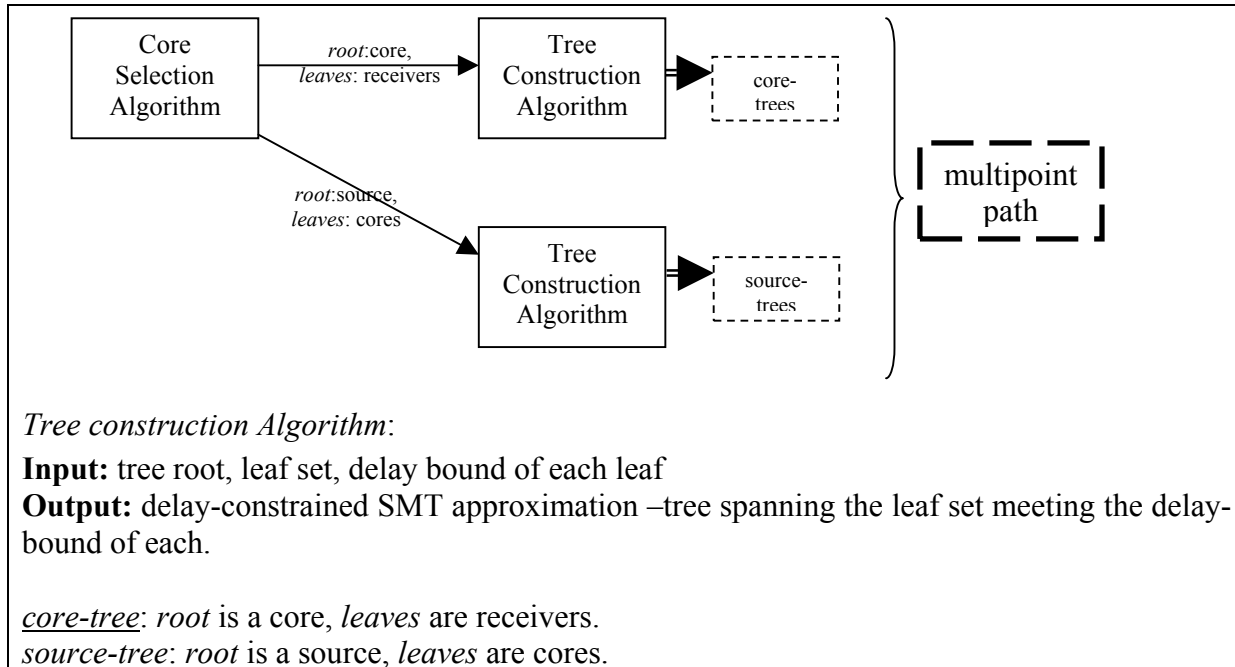 Core
Selection
Algorithm
root:core,
leaves: receivers
Tree
Construction
Algorithm
core-
trees
root:source,
leaves: cores
Tree
Construction
Algorithm
source-
trees
multipoint
path
Tree construction Algorithm:
Input: tree root, leaf set, delay bound of each leaf
Output: delay-constrained SMT approximation –tree spanning the leaf set meeting the delay-
bound of each.
core-tree: root is a core, leaves are receivers.
source-tree: root is a source, leaves are cores.